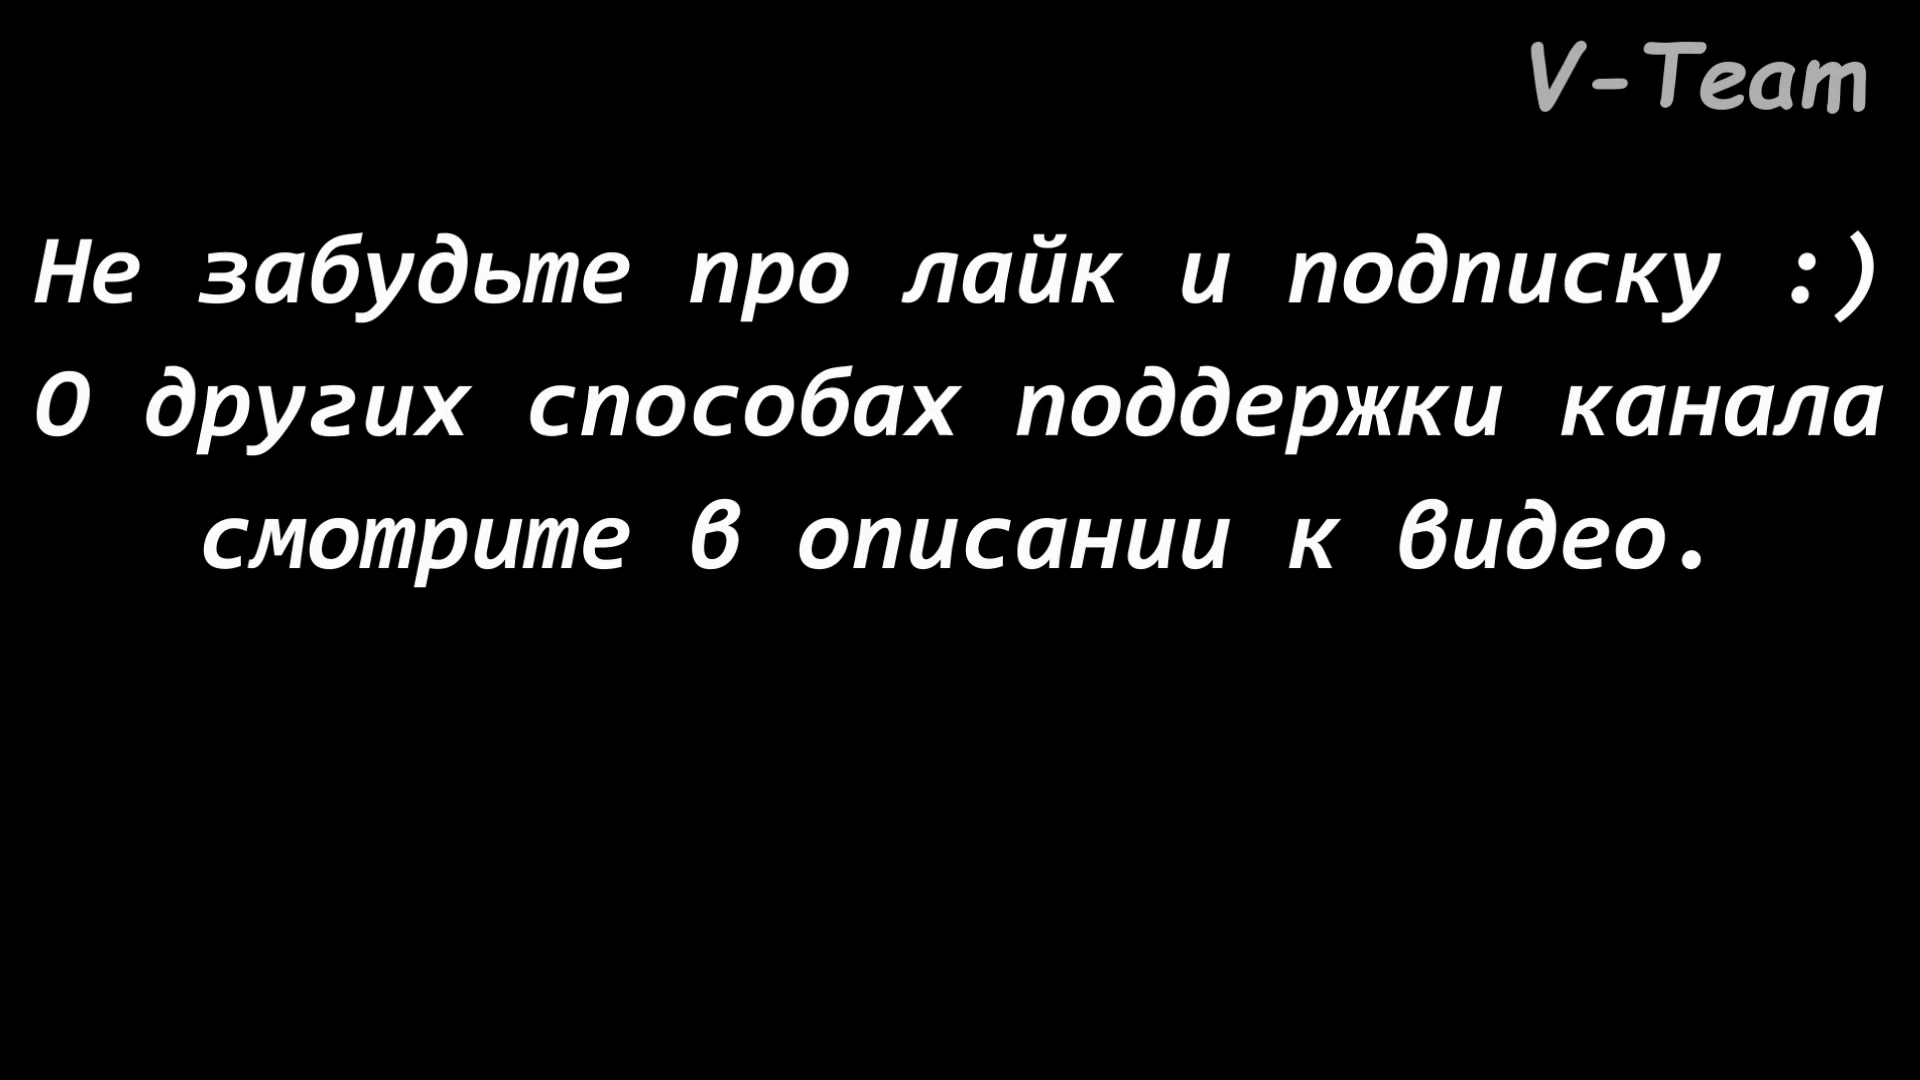 V-Team
Не забудьте про лайк и подписку :)
О других способах поддержки канала
смотрите в описании к видео.